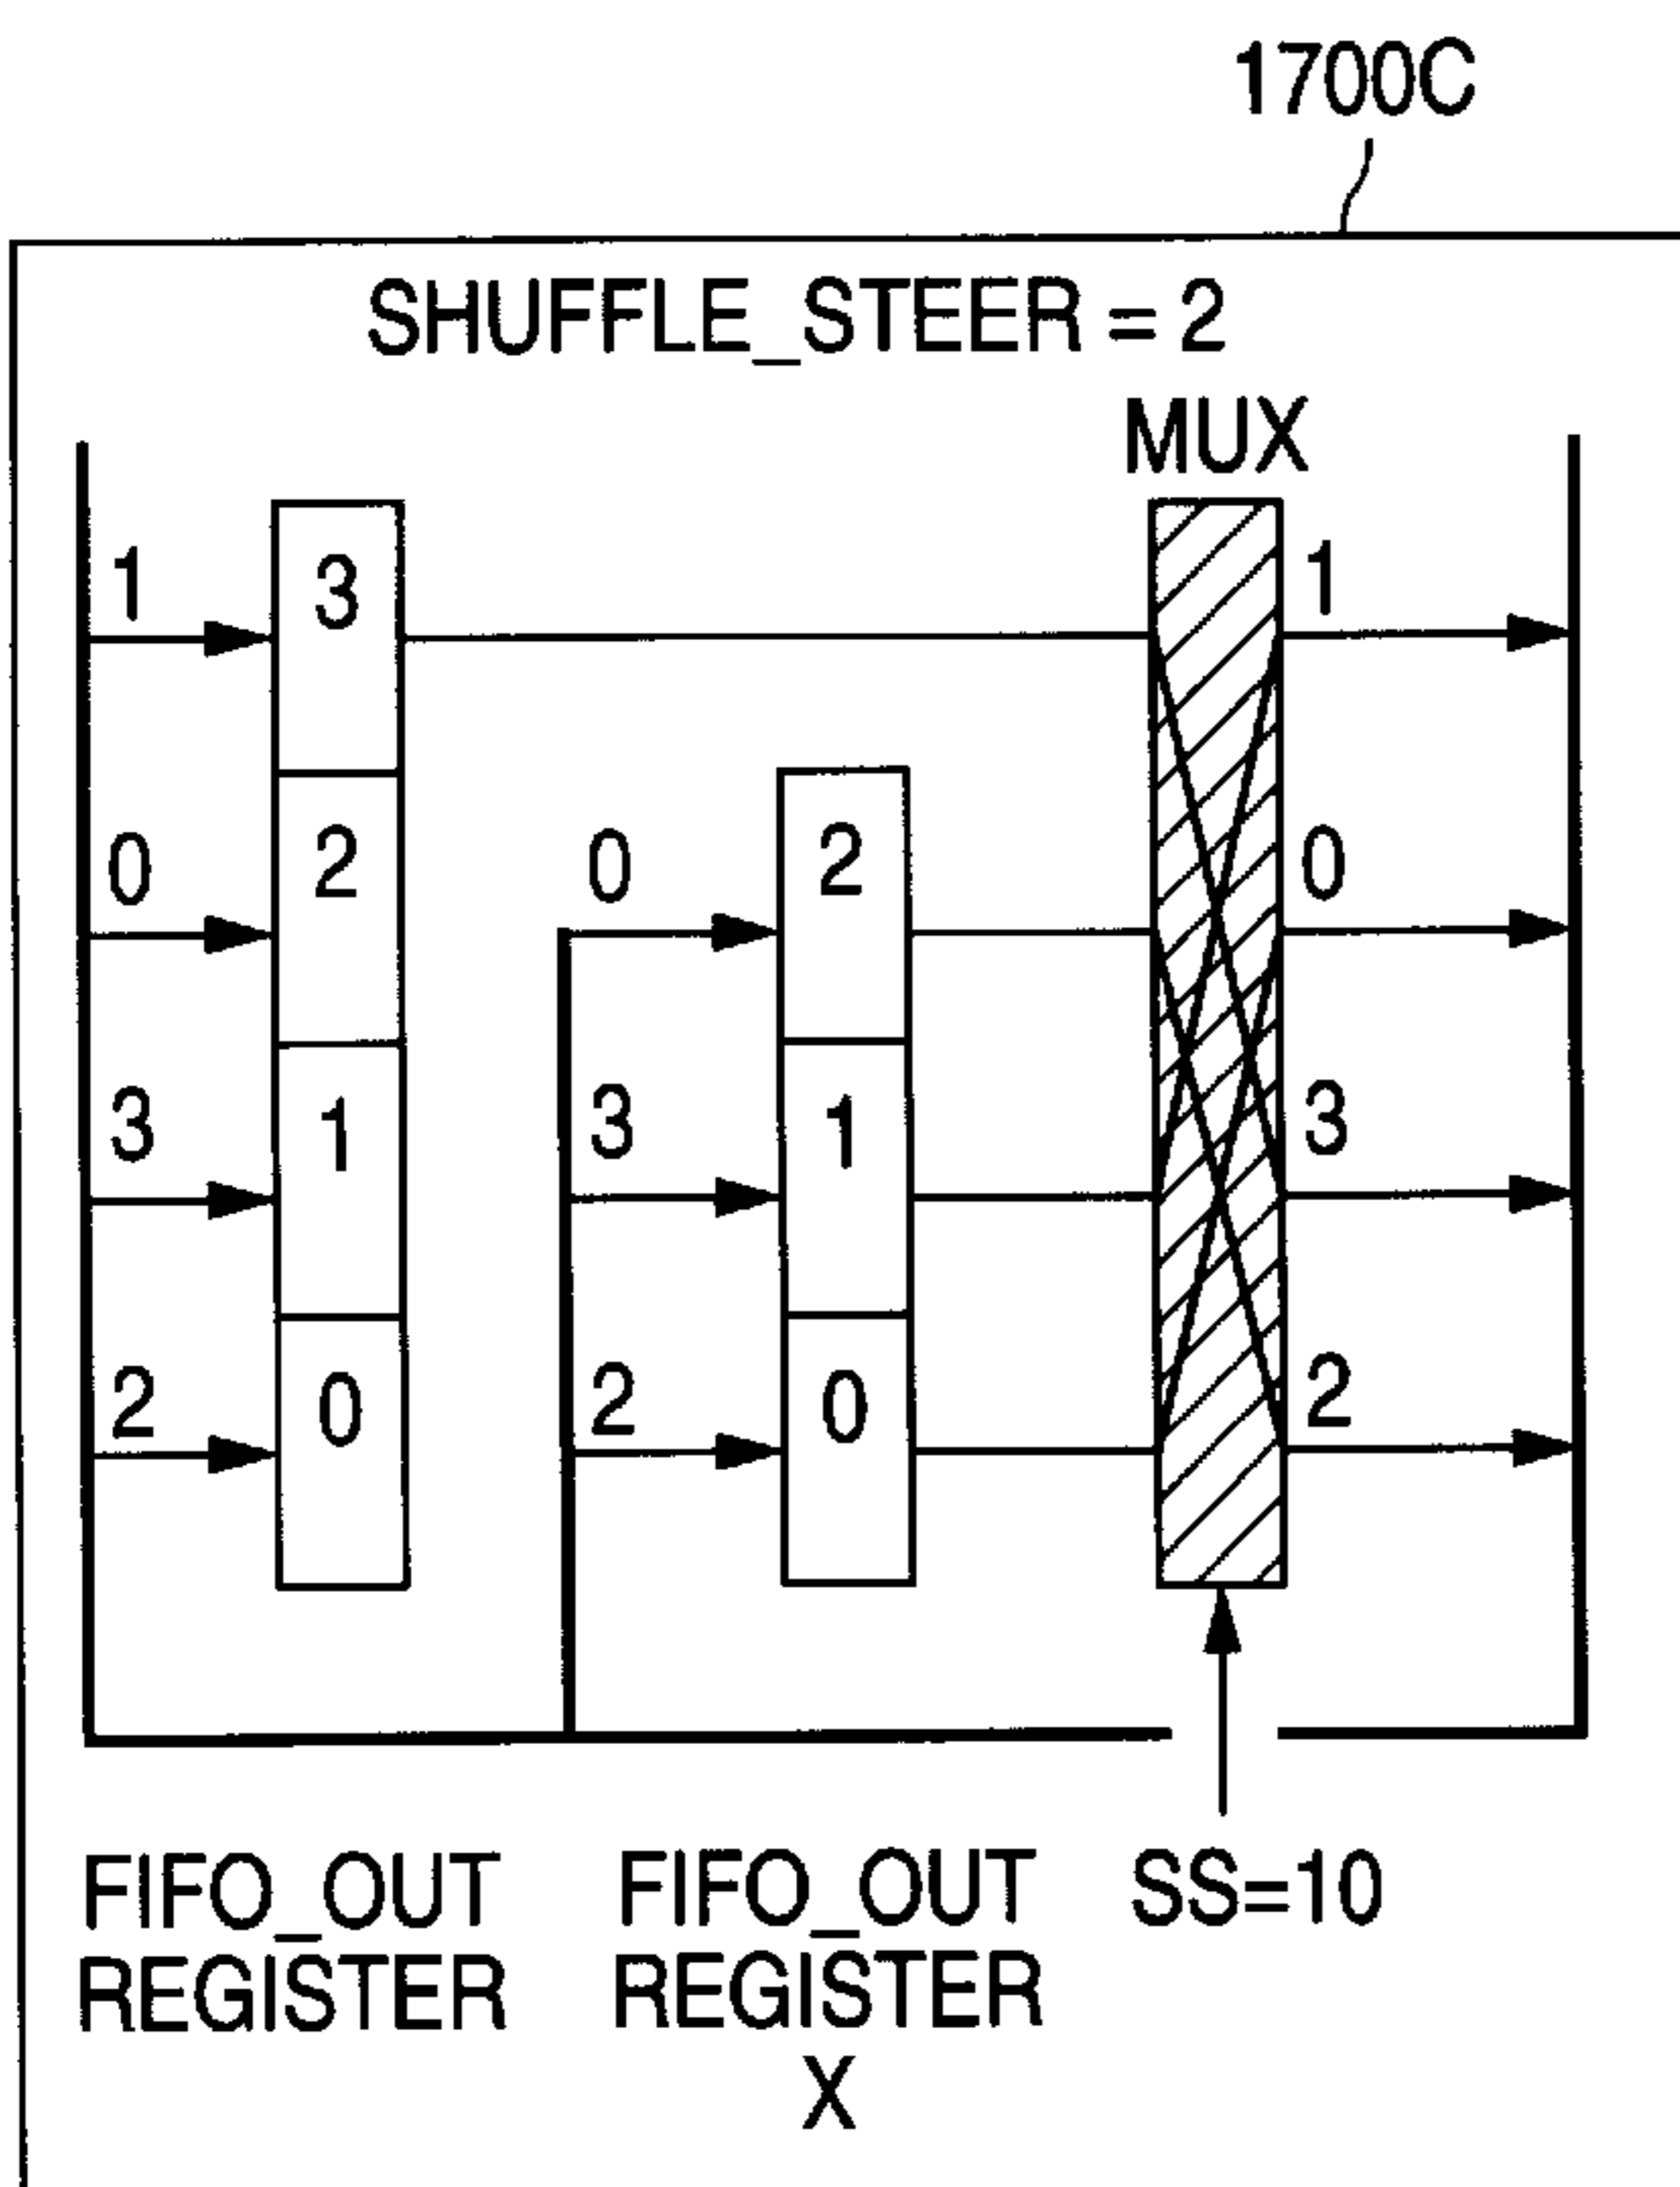 1700C
SHUFFLE_STEER = 2
MUX
1 3 1
0 2 0 2 0
3 1 3 1 3
2 0 2 0 2
FIFO_OUT
REGISTER
FIFO_OUT
REGISTER
X
SS=10